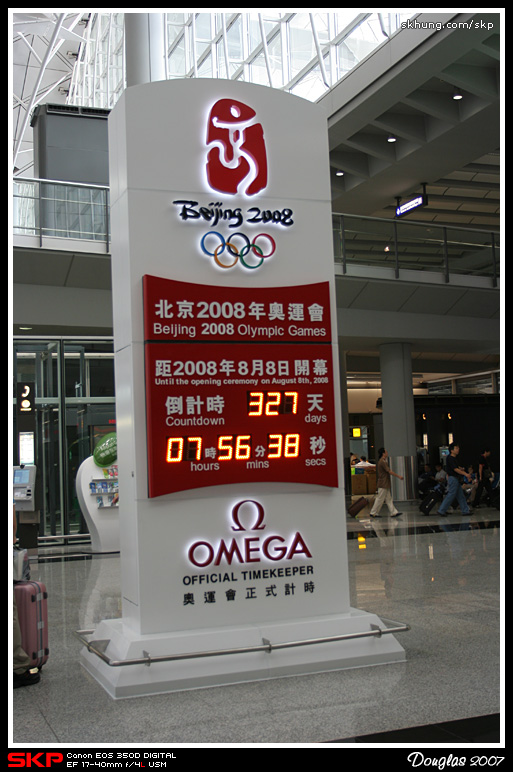 skhung.com/skp
Beijing 2008
北京2008年奧運會
Beijing 2008 Olympic Games
距2008年8月8日開幕
Until the opening ceremony on August 8th, 2008
倒計時 327 天
Countdown days
07 時 56 分 38 秒
hours mins secs
Ω
OMEGA
OFFICIAL TIMEKEEPER
奧運會正式計時
SKP
Canon EOS 350D DIGITAL
EF 17-40mm f/4L USM
Douglas 2007